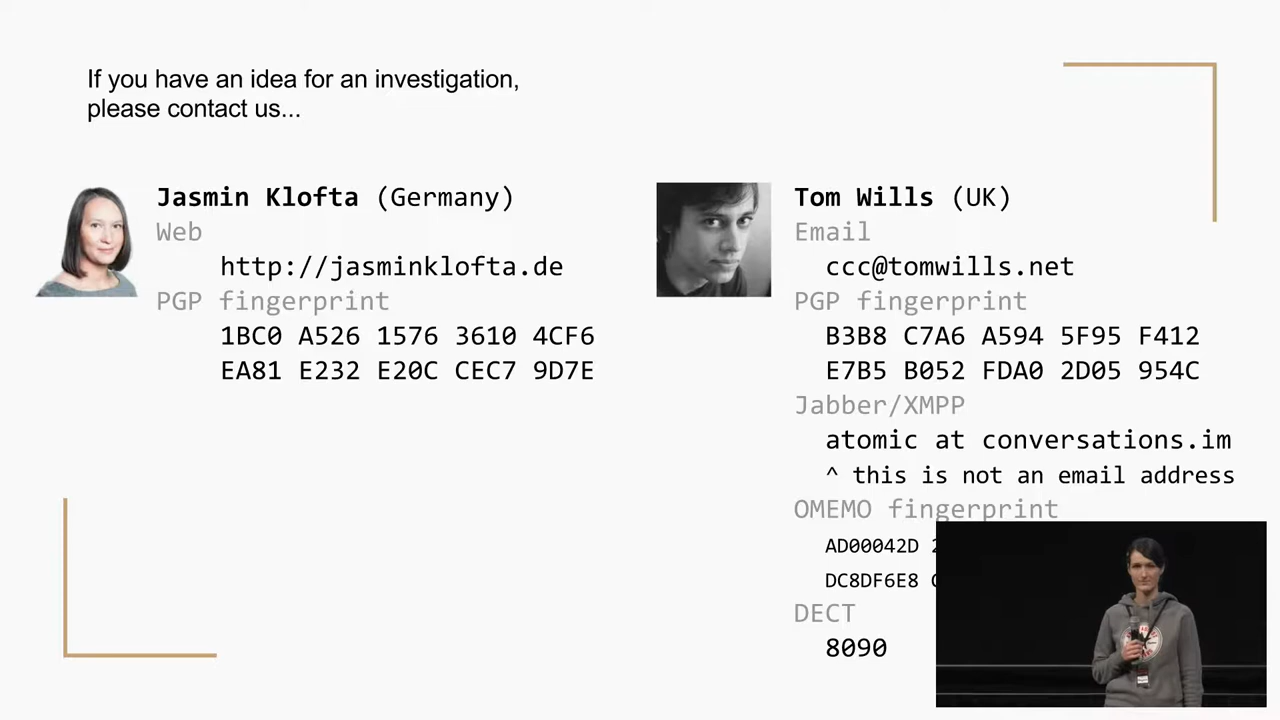 If you have an idea for an investigation,
please contact us...
Jasmin Klofta (Germany)
Web
http://jasminklofta.de
PGP fingerprint
1BC0 A526 1576 3610 4CF6
EA81 E232 E20C CEC7 9D7E
Tom Wills (UK)
Email
ccc@tomwills.net
PGP fingerprint
B3B8 C7A6 A594 5F95 F412
E7B5 B052 FDA0 2D05 954C
Jabber/XMPP
atomic at conversations.im
^ this is not an email address
OMEMO fingerprint
AD00042D
DC8DF6E8
DECT
8090